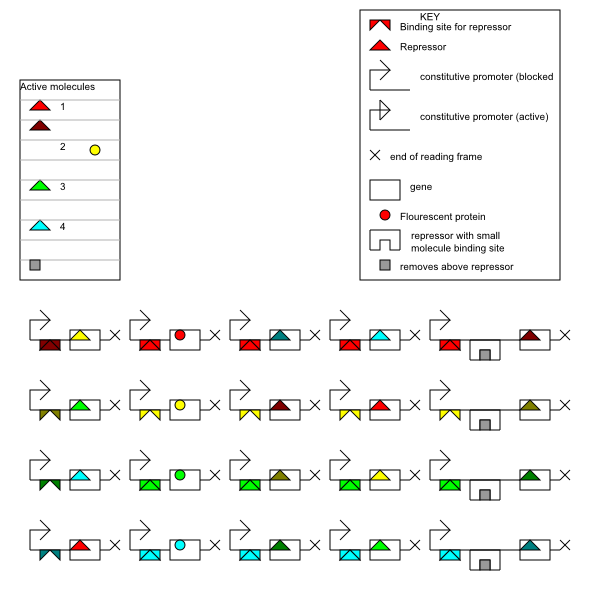 KEY
Binding site for repressor
Repressor
constitutive promoter (blocked
constitutive promoter (active)
end of reading frame
gene
Flourescent protein
repressor with small
molecule binding site
removes above repressor
Active molecules
1
2
3
4